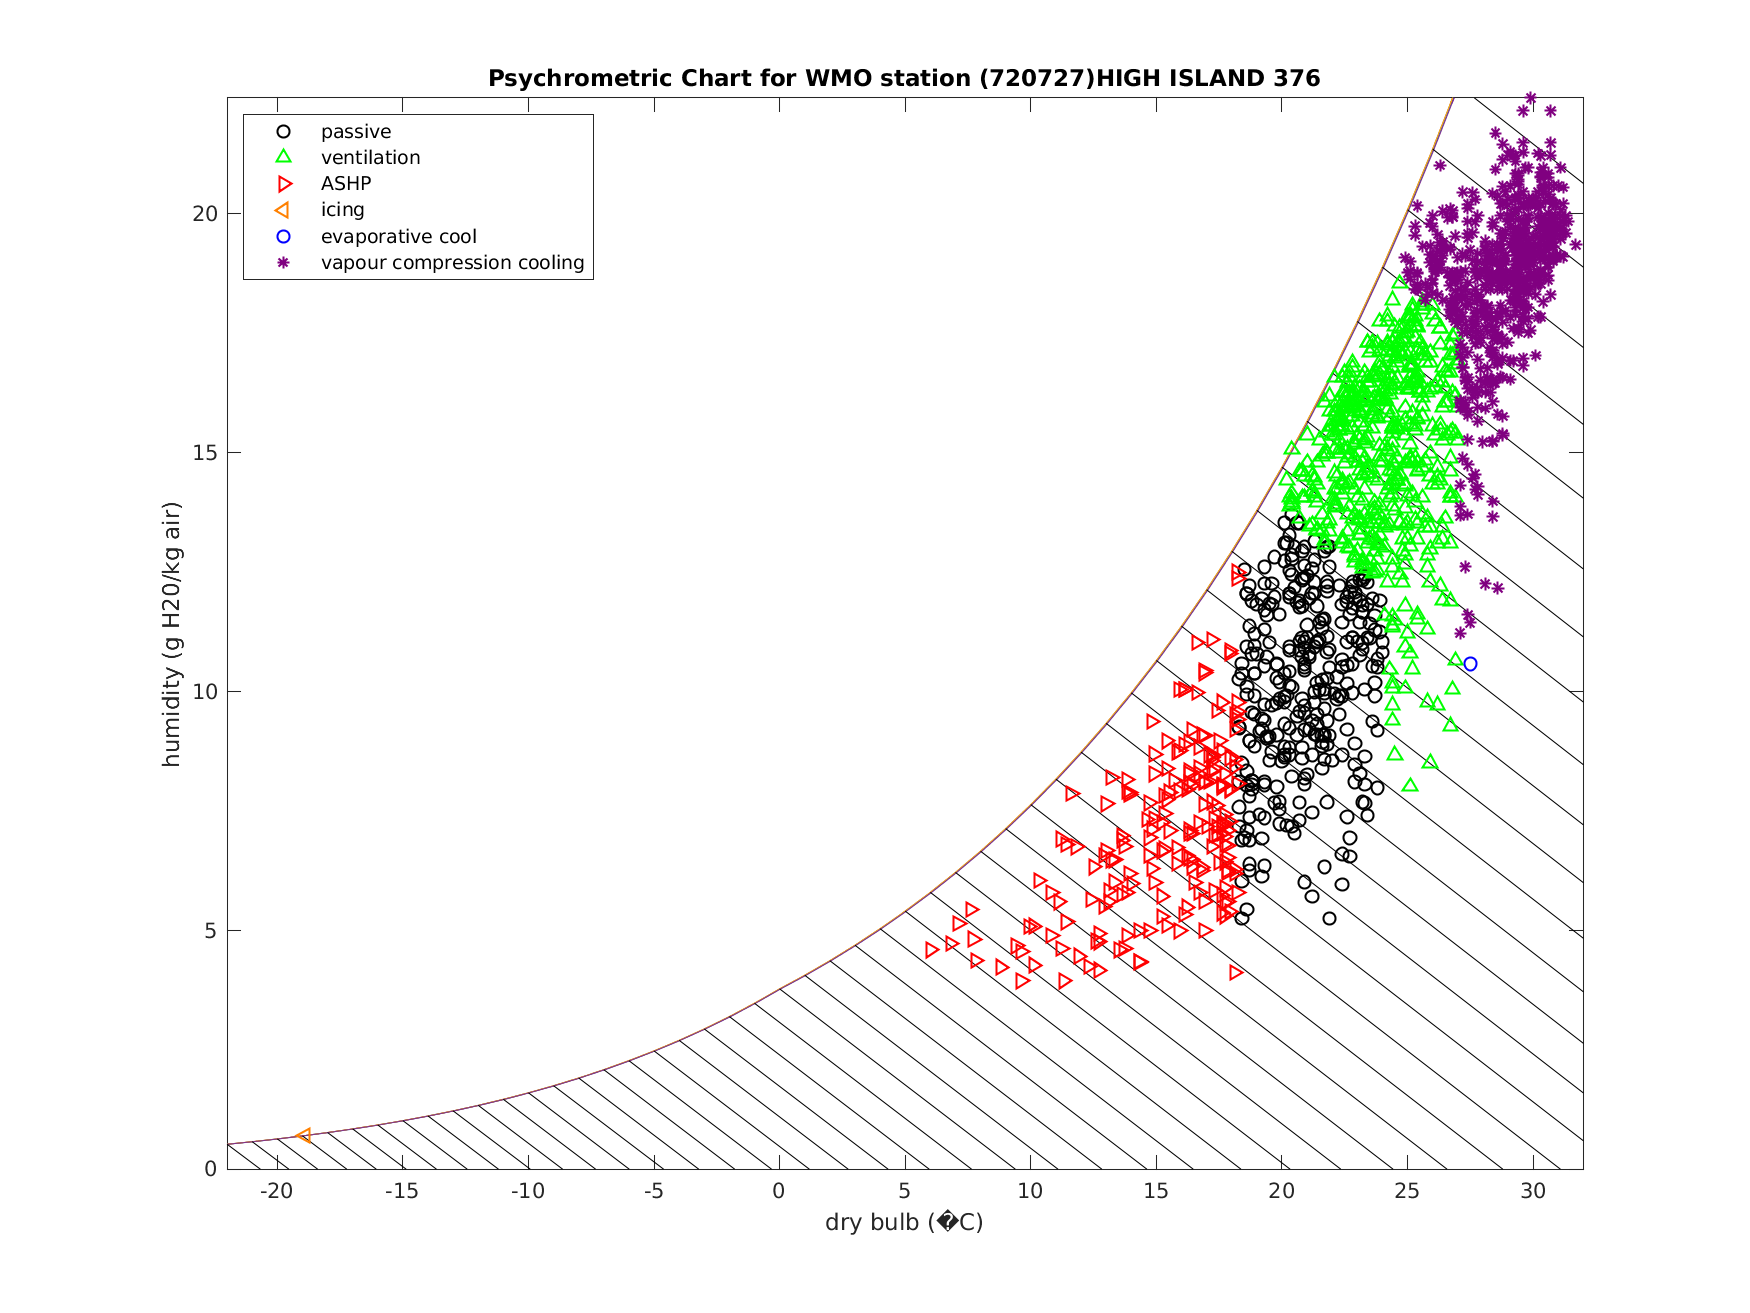 Psychrometric Chart for WMO station (720727)HIGH ISLAND 376
passive
ventilation
ASHP
icing
evaporative cool
vapour compression cooling
humidity (g H20/kg air)
20
15
10
5
0
-20 -15 -10 -5 0 5 10 15 20 25 30
dry bulb (�C)